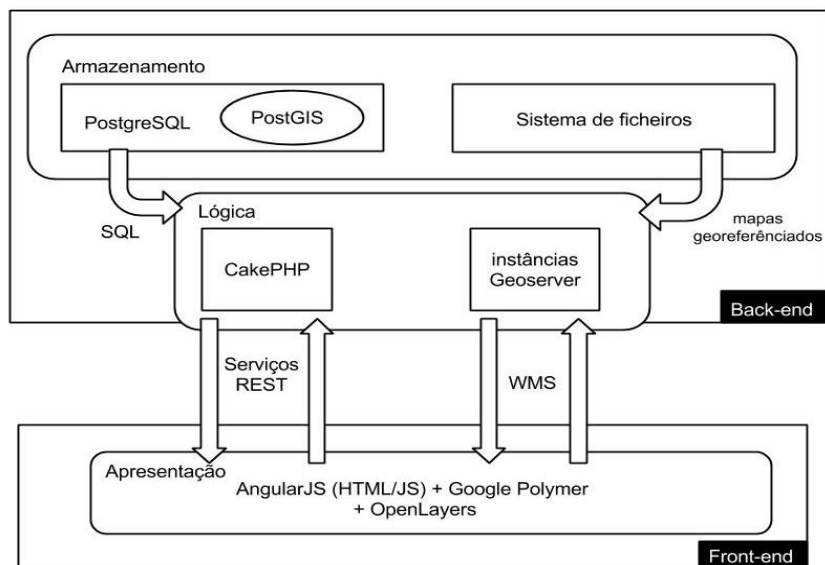 Armazenamento
PostgreSQL
PostGIS
Sistema de ficheiros
SQL
Lógica
mapas
georeferênciados
CakePHP
instâncias
Geoserver
Back-end
Serviços
REST
WMS
Apresentação
AngularJS (HTML/JS) + Google Polymer
+ OpenLayers
Front-end